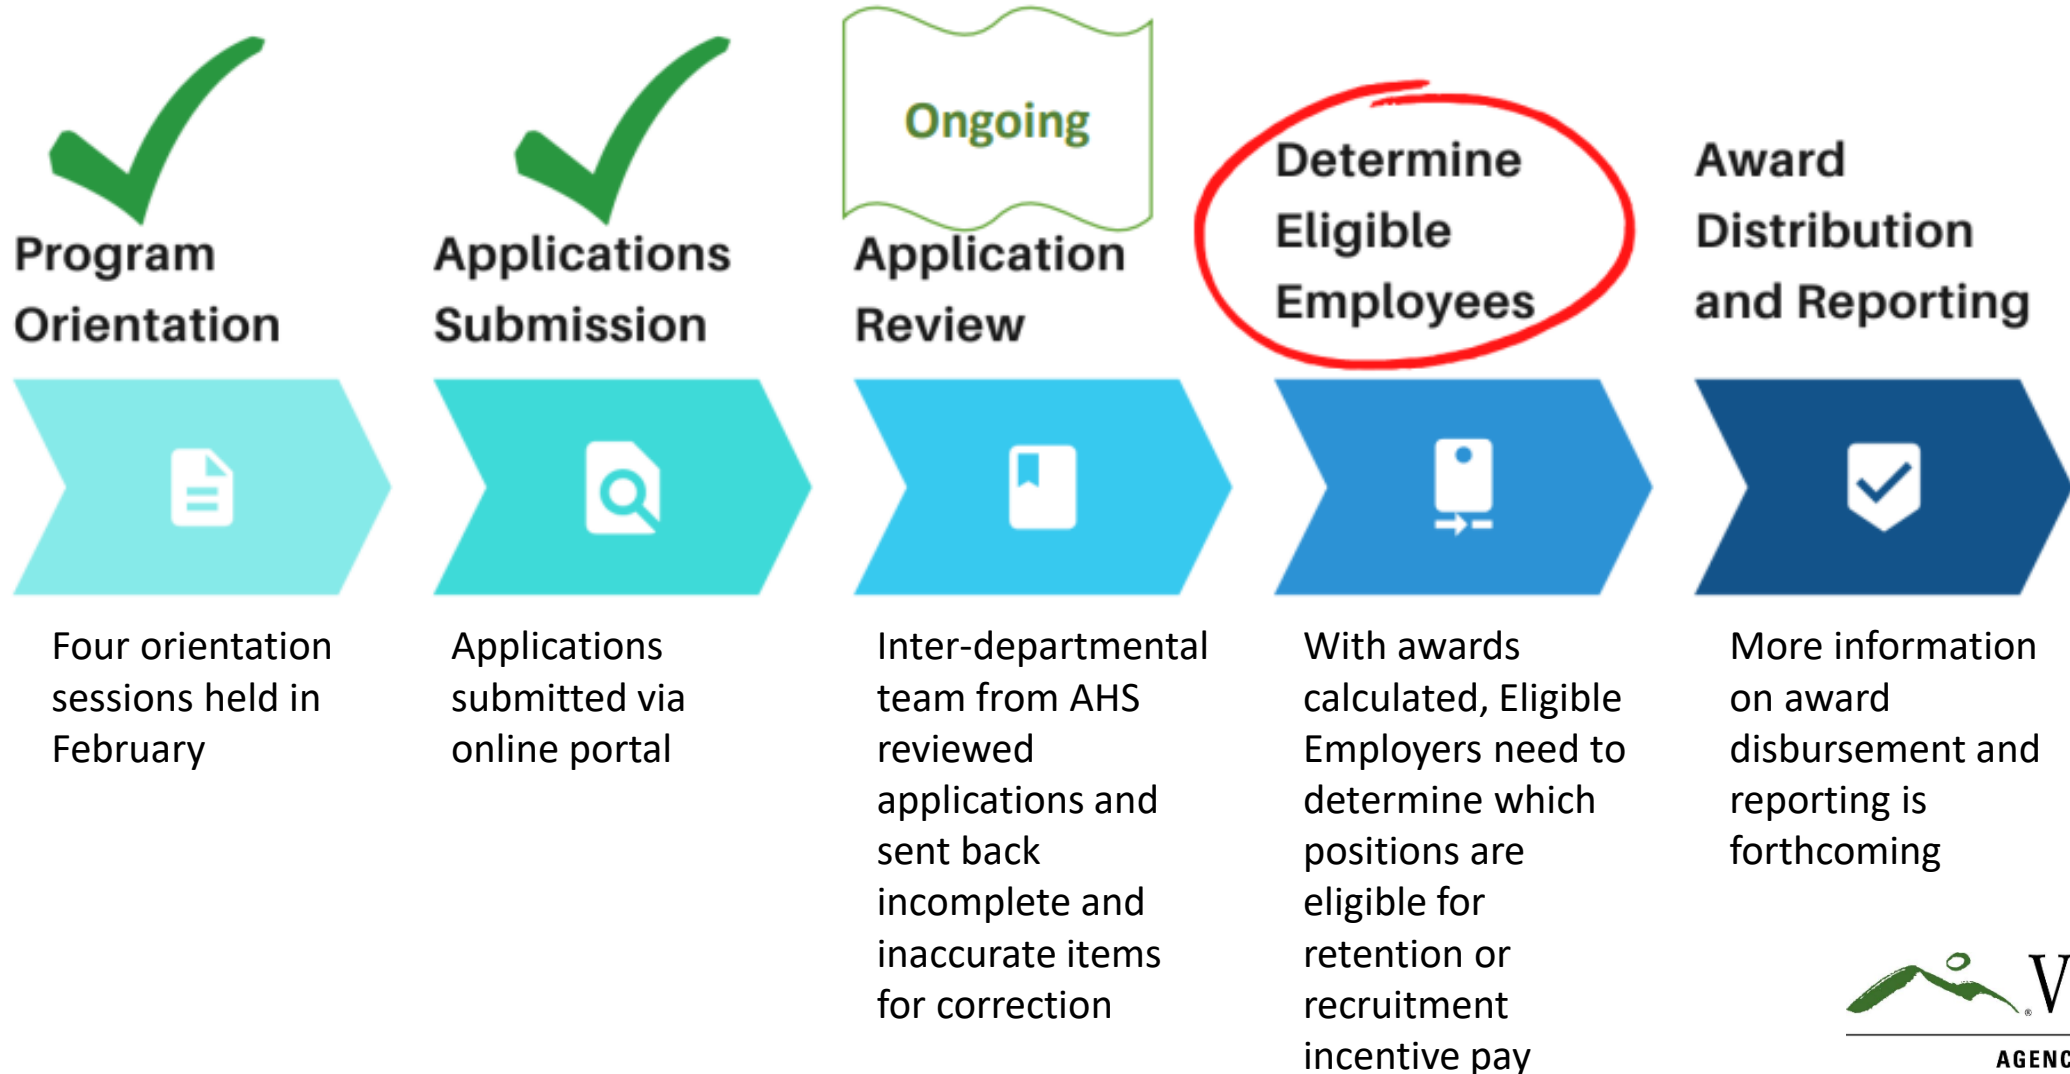 Ongoing
Program
Orientation
Applications
Submission
Application
Review
Determine
Eligible
Employees
Award
Distribution
and Reporting
Four orientation
sessions held in
February
Applications
submitted via
online portal
Inter-departmental
team from AHS
reviewed
applications and
sent back
incomplete and
inaccurate items
for correction
With awards
calculated, Eligible
Employers need to
determine which
positions are
eligible for
retention or
recruitment
incentive pay
More information
on award
disbursement and
reporting is
forthcoming
®
V
AGENC